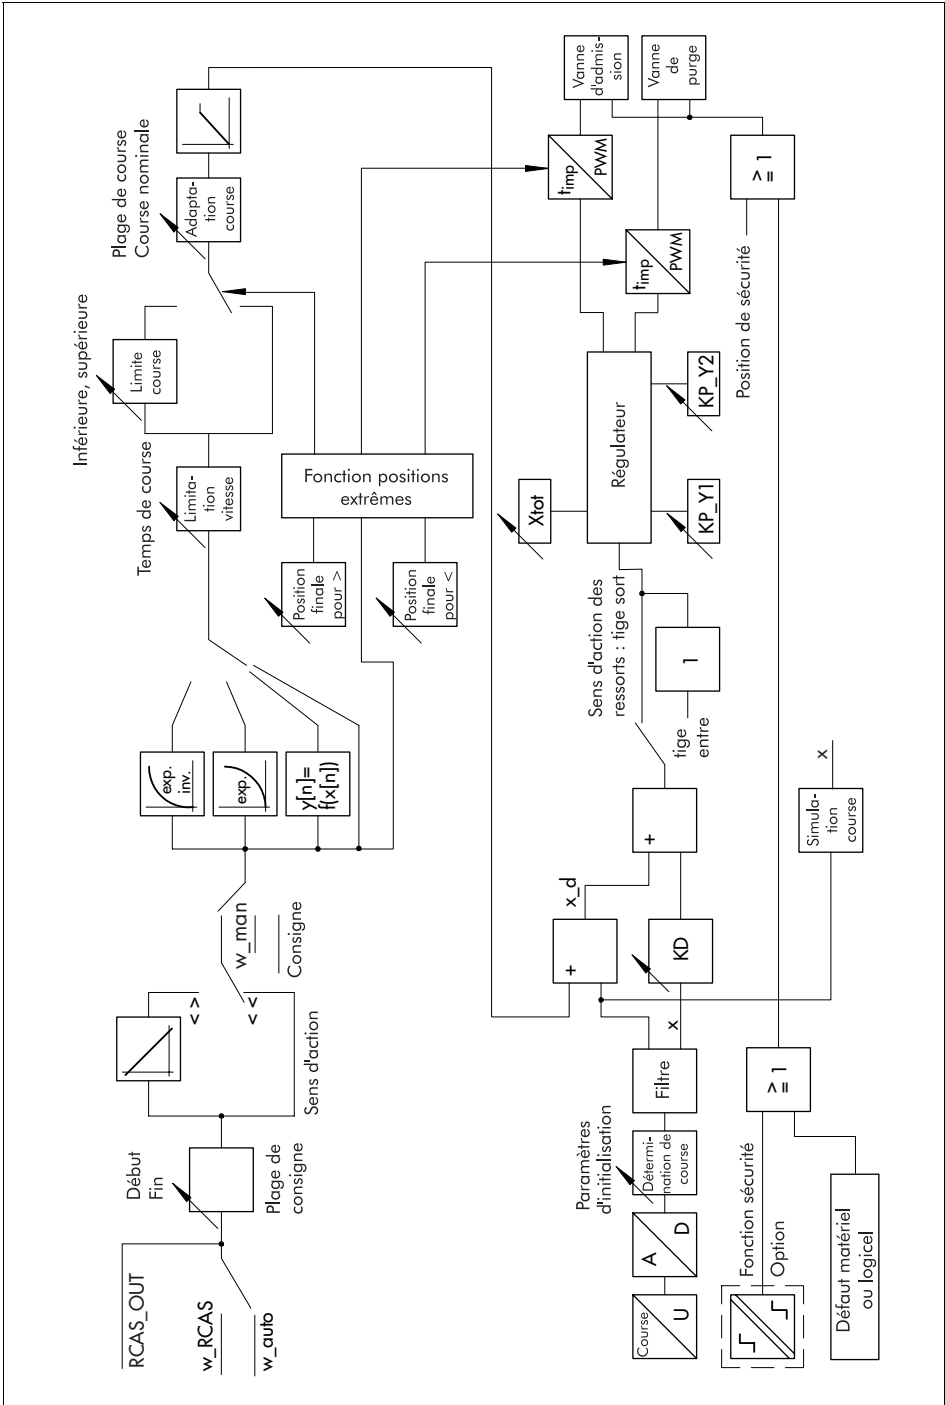 RCAS_OUT
w_RCAS
w_auto
Début
Fin
Plage de
consigne
Sens d'action
< >
< <
w_man
Consigne
exp.
inv.
exp.
y[n]=
f(x[n])
Temps de course
Limita-
tion
vitesse
Inférieure, supérieure
Limite
course
Plage de course
Course nominale
Adapta-
tion
course
Position
finale
pour >
Position
finale
pour <
Fonction positions
extrêmes
Course
U
A
D
Paramètres
d'initialisation
Détermi-
nation de
course
Filtre
x
+
x_d
KD
+
Sens d'action des
ressorts : tige sort
tige
entre
1
Xtot
Régulateur
KP_Y1
KP_Y2
timp
PWM
timp
PWM
Vanne
d'admis-
sion
Vanne
de
purge
Fonction sécurité
Option
Défaut matériel
ou logicel
> = 1
Simula-
tion
course
x
Position de sécurité
> = 1